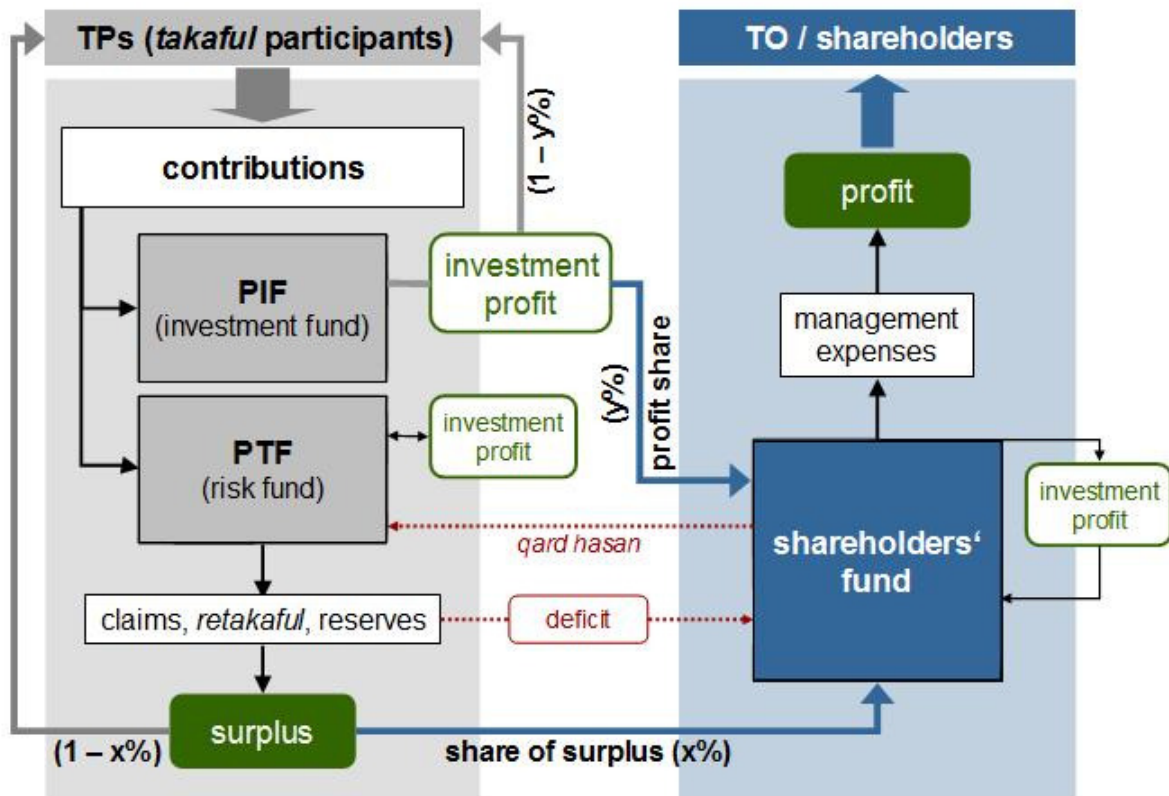 TPs (takaful participants)
TO / shareholders
contributions
(1 – y%)
profit
PIF
(investment fund)
investment
profit
management
expenses
(y%)
profit share
PTF
(risk fund)
investment
profit
investment
profit
qard hasan
shareholders‘
fund
claims, retakaful, reserves
deficit
surplus
(1 – x%)
share of surplus (x%)